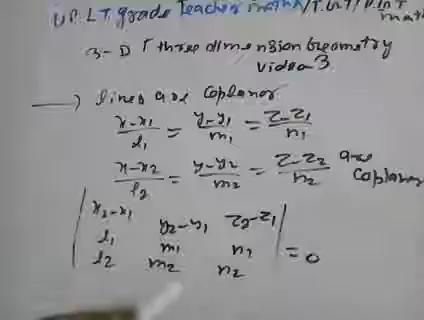 U.P. L.T grade Teacher math/T.G.T/P.G.T math
3-D (three dimension Geometry
video 3
→ lines are Coplanar
x-x1/l1 = y-y1/m1 = z-z1/n1
x-x2/l2 = y-y2/m2 = z-z2/n2 are Coplanar
| x2-x1 y2-y1 z2-z1 |
l1 m1 n1
l2 m2 n2 = 0